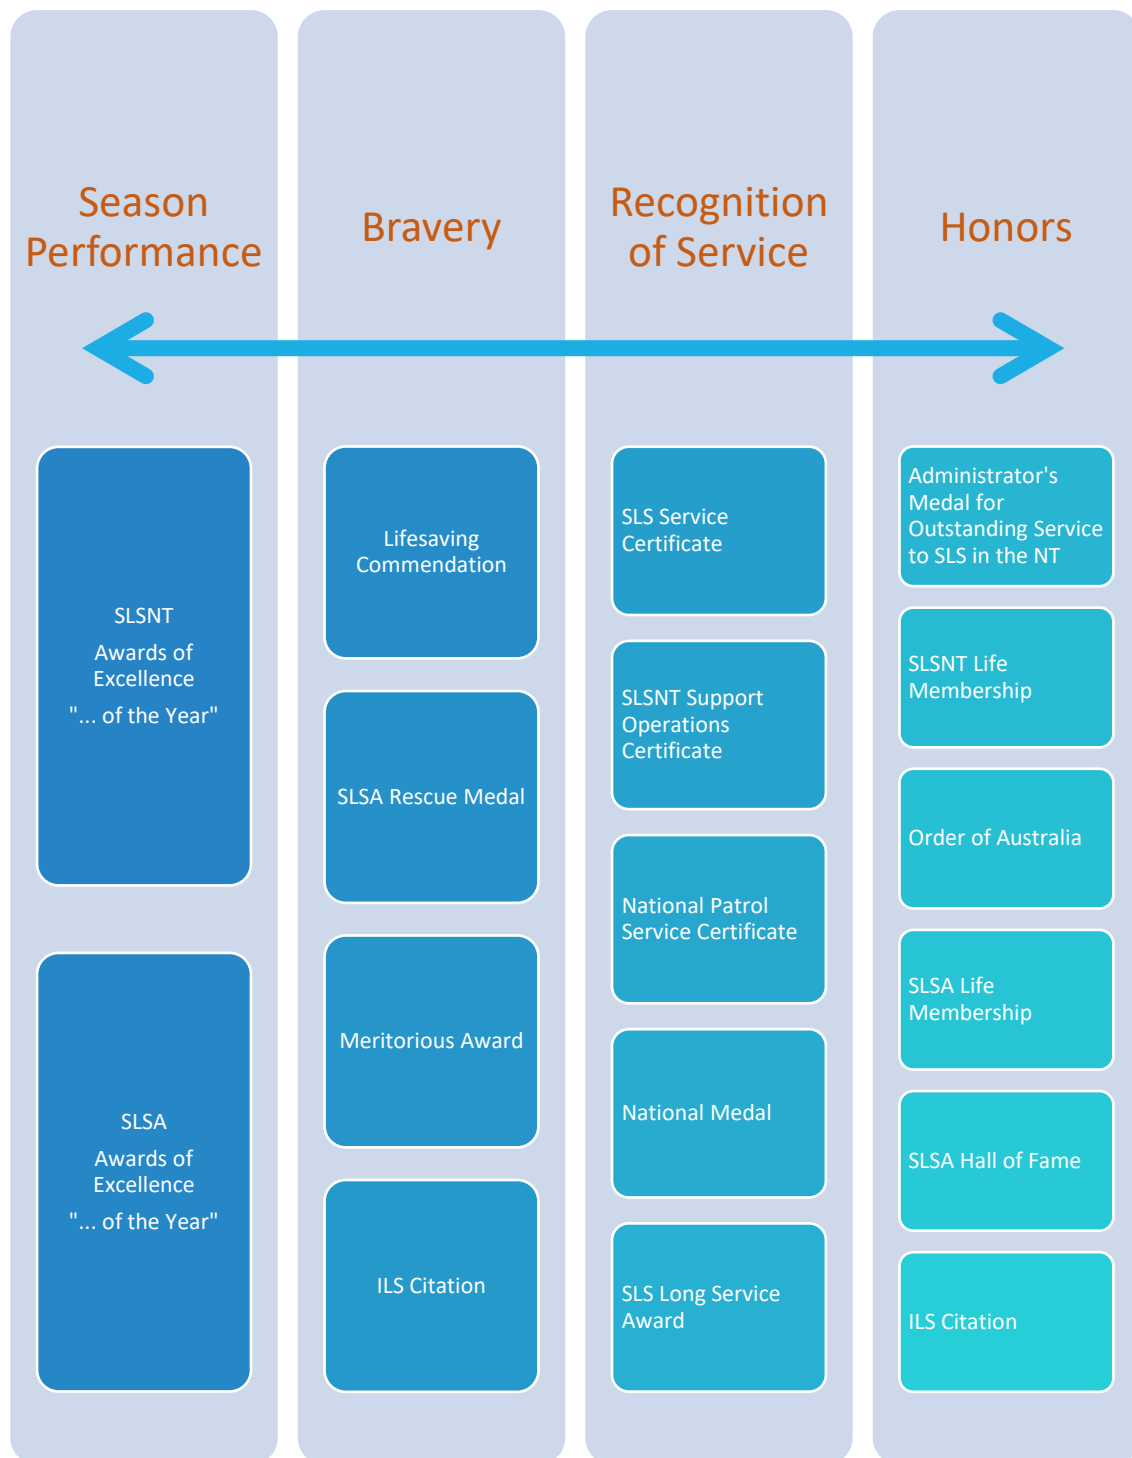 Season
Performance
SLSNT
Awards of
Excellence
"... of the Year"
SLSA
Awards of
Excellence
"... of the Year"
Bravery
Lifesaving
Commendation
SLSA Rescue Medal
Meritorious Award
ILS Citation
Recognition
of Service
SLS Service
Certificate
SLSNT Support
Operations
Certificate
National Patrol
Service Certificate
National Medal
SLS Long Service
Award
Honors
Administrator's
Medal for
Outstanding Service
to SLS in the NT
SLSNT Life
Membership
Order of Australia
SLSA Life
Membership
SLSA Hall of Fame
ILS Citation